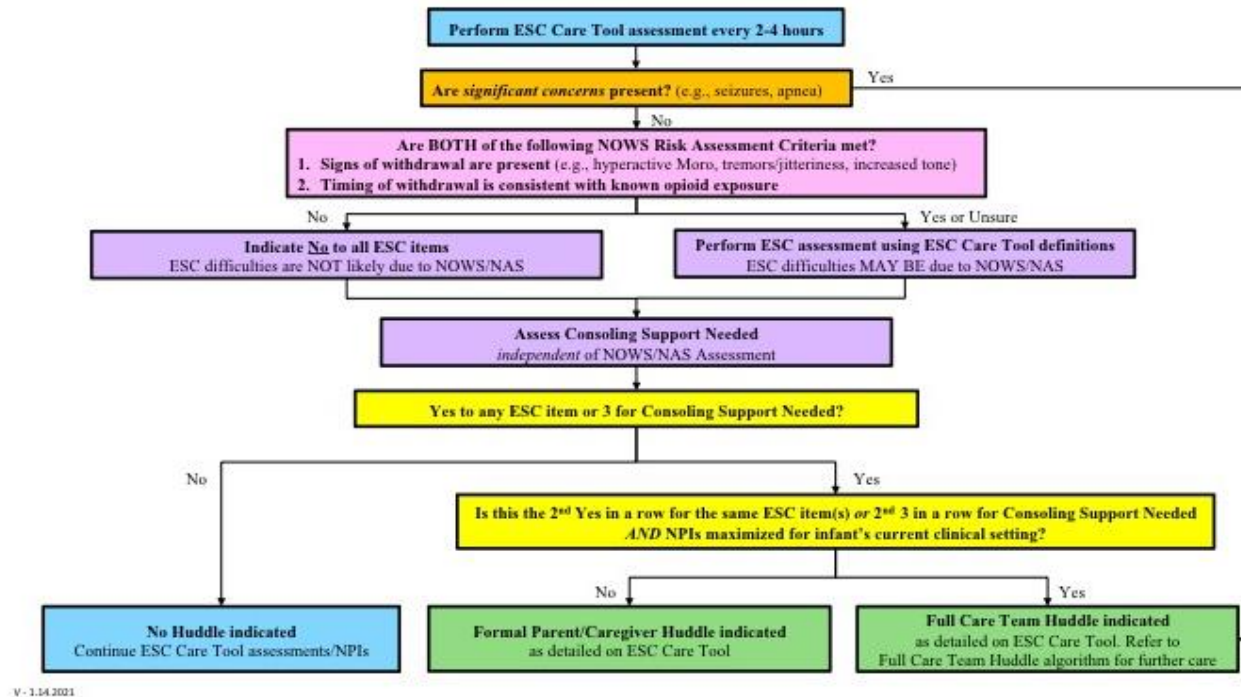 Perform ESC Care Tool assessment every 2-4 hours
Are significant concerns present? (e.g., seizures, apnea)
Yes
No
Are BOTH of the following NOWS Risk Assessment Criteria met?
1. Signs of withdrawal are present (e.g., hyperactive Moro, tremors/jitteriness, increased tone)
2. Timing of withdrawal is consistent with known opioid exposure
No
Yes or Unsure
Indicate No to all ESC items
ESC difficulties are NOT likely due to NOWS/NAS
Perform ESC assessment using ESC Care Tool definitions
ESC difficulties MAY BE due to NOWS/NAS
Assess Consoling Support Needed
independent of NOWS/NAS Assessment
Yes to any ESC item or 3 for Consoling Support Needed?
No
Yes
Is this the 2nd Yes in a row for the same ESC item(s) or 2nd 3 in a row for Consoling Support Needed
AND NPIs maximized for infant's current clinical setting?
No
Yes
No Huddle indicated
Continue ESC Care Tool assessments/NPIs
Formal Parent/Caregiver Huddle indicated
as detailed on ESC Care Tool
Full Care Team Huddle indicated
as detailed on ESC Care Tool. Refer to
Full Care Team Huddle algorithm for further care
V - 1.14.2021